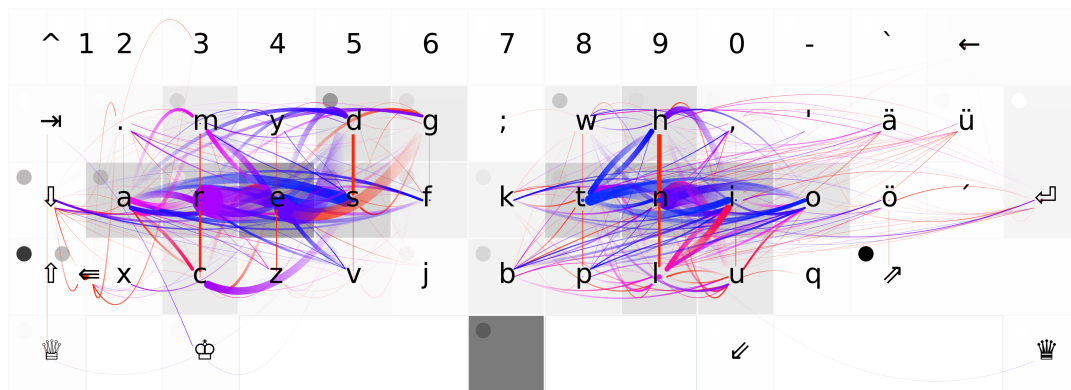 ^ 1 2 3 4 5 6 7 8 9 0 - ` ←
⇥ . m y d g ; w h , ' ä ü
⇩ a r e s f k t n i o ö ´ ⏎
⇧ ⇚ x c z v j b p l u q ⇗
♕ ♔ ⇙ ♛